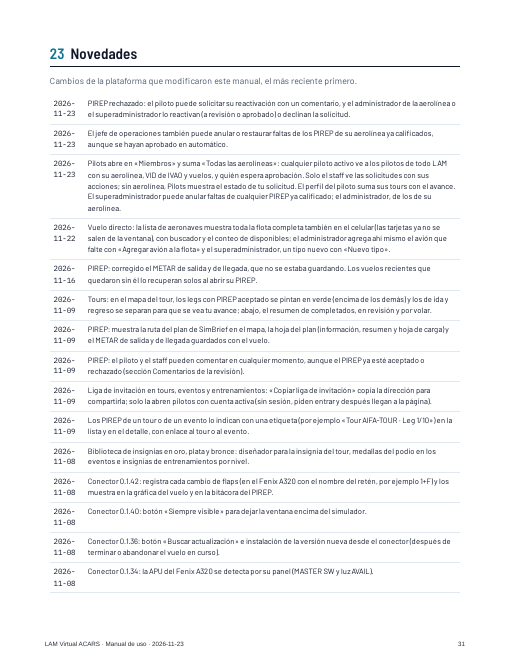 23 Novedades
Cambios de la plataforma que modificaron este manual, el más reciente primero.
2026-
11-23
PIREP rechazado: el piloto puede solicitar su reactivación con un comentario, y el administrador de la aerolínea o
el superadministrador lo reactivan (a revisión o aprobado) o declinan la solicitud.
2026-
11-23
El jefe de operaciones también puede anular o restaurar faltas de los PIREP de su aerolínea ya calificados,
aunque se hayan aprobado en automático.
2026-
11-23
Pilots abre en «Miembros» y suma «Todas las aerolíneas»: cualquier piloto activo ve a los pilotos de todo LAM
con su aerolínea, VID de IVAO y vuelos, y quién espera aprobación. Solo el staff ve las solicitudes con sus
acciones; sin aerolínea, Pilots muestra el estado de tu solicitud. El perfil del piloto suma sus tours con el avance.
El superadministrador puede anular faltas de cualquier PIREP ya calificado; el administrador, de los de su
aerolínea.
2026-
11-22
Vuelo directo: la lista de aeronaves muestra toda la flota completa también en el celular (las tarjetas ya no se
salen de la ventana), con buscador y el conteo de disponibles; el administrador agrega ahí mismo el avión que
falte con «Agregar avión a la flota» y el superadministrador, un tipo nuevo con «Nuevo tipo».
2026-
11-16
PIREP: corregido el METAR de salida y de llegada, que no se estaba guardando. Los vuelos recientes que
quedaron sin él lo recuperan solos al abrir su PIREP.
2026-
11-09
Tours: en el mapa del tour, los legs con PIREP aceptado se pintan en verde (encima de los demás) y los de ida y
regreso se separan para que se vea tu avance; abajo, el resumen de completados, en revisión y por volar.
2026-
11-09
PIREP: muestra la ruta del plan de SimBrief en el mapa, la hoja del plan (información, resumen y hoja de carga) y
el METAR de salida y de llegada guardados con el vuelo.
2026-
11-09
PIREP: el piloto y el staff pueden comentar en cualquier momento, aunque el PIREP ya esté aceptado o
rechazado (sección Comentarios de la revisión).
2026-
11-09
Liga de invitación en tours, eventos y entrenamientos: «Copiar liga de invitación» copia la dirección para
compartirla; solo la abren pilotos con cuenta activa (sin sesión, piden entrar y después llegan a la página).
2026-
11-09
Los PIREP de un tour o de un evento lo indican con una etiqueta (por ejemplo «Tour AIFA-TOUR · Leg 1/10») en la
lista y en el detalle, con enlace al tour o al evento.
2026-
11-08
Biblioteca de insignias en oro, plata y bronce: diseñador para la insignia del tour, medallas del podio en los
eventos e insignias de entrenamientos por nivel.
2026-
11-08
Conector 0.1.42: registra cada cambio de flaps (en el Fenix A320 con el nombre del retén, por ejemplo 1+F) y los
muestra en la gráfica del vuelo y en la bitácora del PIREP.
2026-
11-08
Conector 0.1.40: botón «Siempre visible» para dejar la ventana encima del simulador.
2026-
11-08
Conector 0.1.36: botón «Buscar actualización» e instalación de la versión nueva desde el conector (después de
terminar o abandonar el vuelo en curso).
2026-
11-08
Conector 0.1.34: la APU del Fenix A320 se detecta por su panel (MASTER SW y luz AVAIL).
LAM Virtual ACARS · Manual de uso · 2026-11-23
31